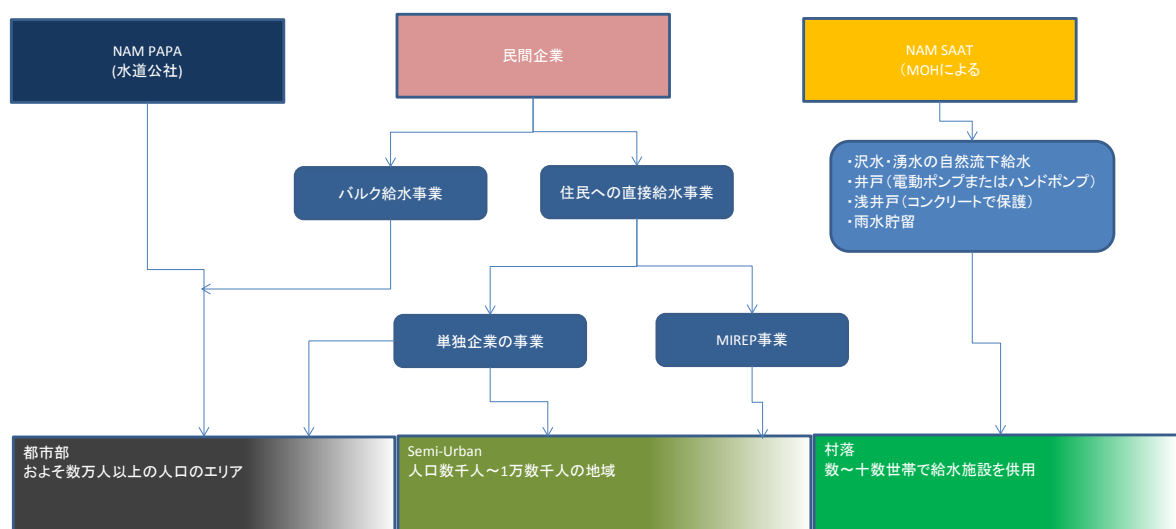 NAM PAPA
(水道公社)
民間企業
NAM SAAT
(MOHによる
・沢水・湧水の自然流下給水
・井戸(電動ポンプまたはハンドポンプ)
・浅井戸(コンクリートで保護)
・雨水貯留
バルク給水事業
住民への直接給水事業
単独企業の事業
MIREP事業
都市部
およそ数万人以上の人口のエリア
Semi-Urban
人口数千人～1万数千人の地域
村落
数～十数世帯で給水施設を供用